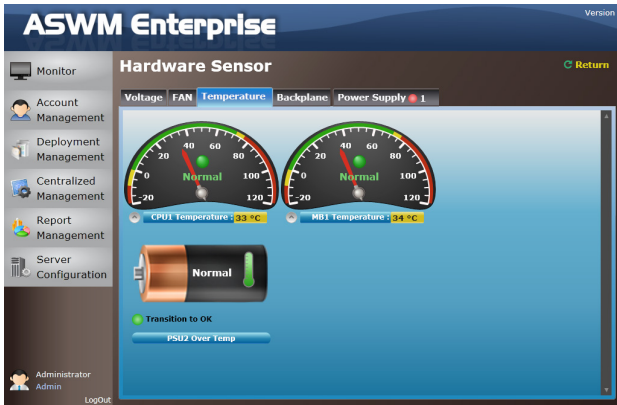 ASWM Enterprise
Version
Monitor
Account
Management
Deployment
Management
Centralized
Management
Report
Management
Server
Configuration
Administrator
Admin
LogOut
Hardware Sensor
Return
Voltage FAN Temperature Backplane Power Supply 1
-20 0 20 40 60 80 100 120
Normal
CPU1 Temperature : 33 °C
-20 0 20 40 60 80 100 120
Normal
MB1 Temperature : 34 °C
Normal
Transition to OK
PSU2 Over Temp